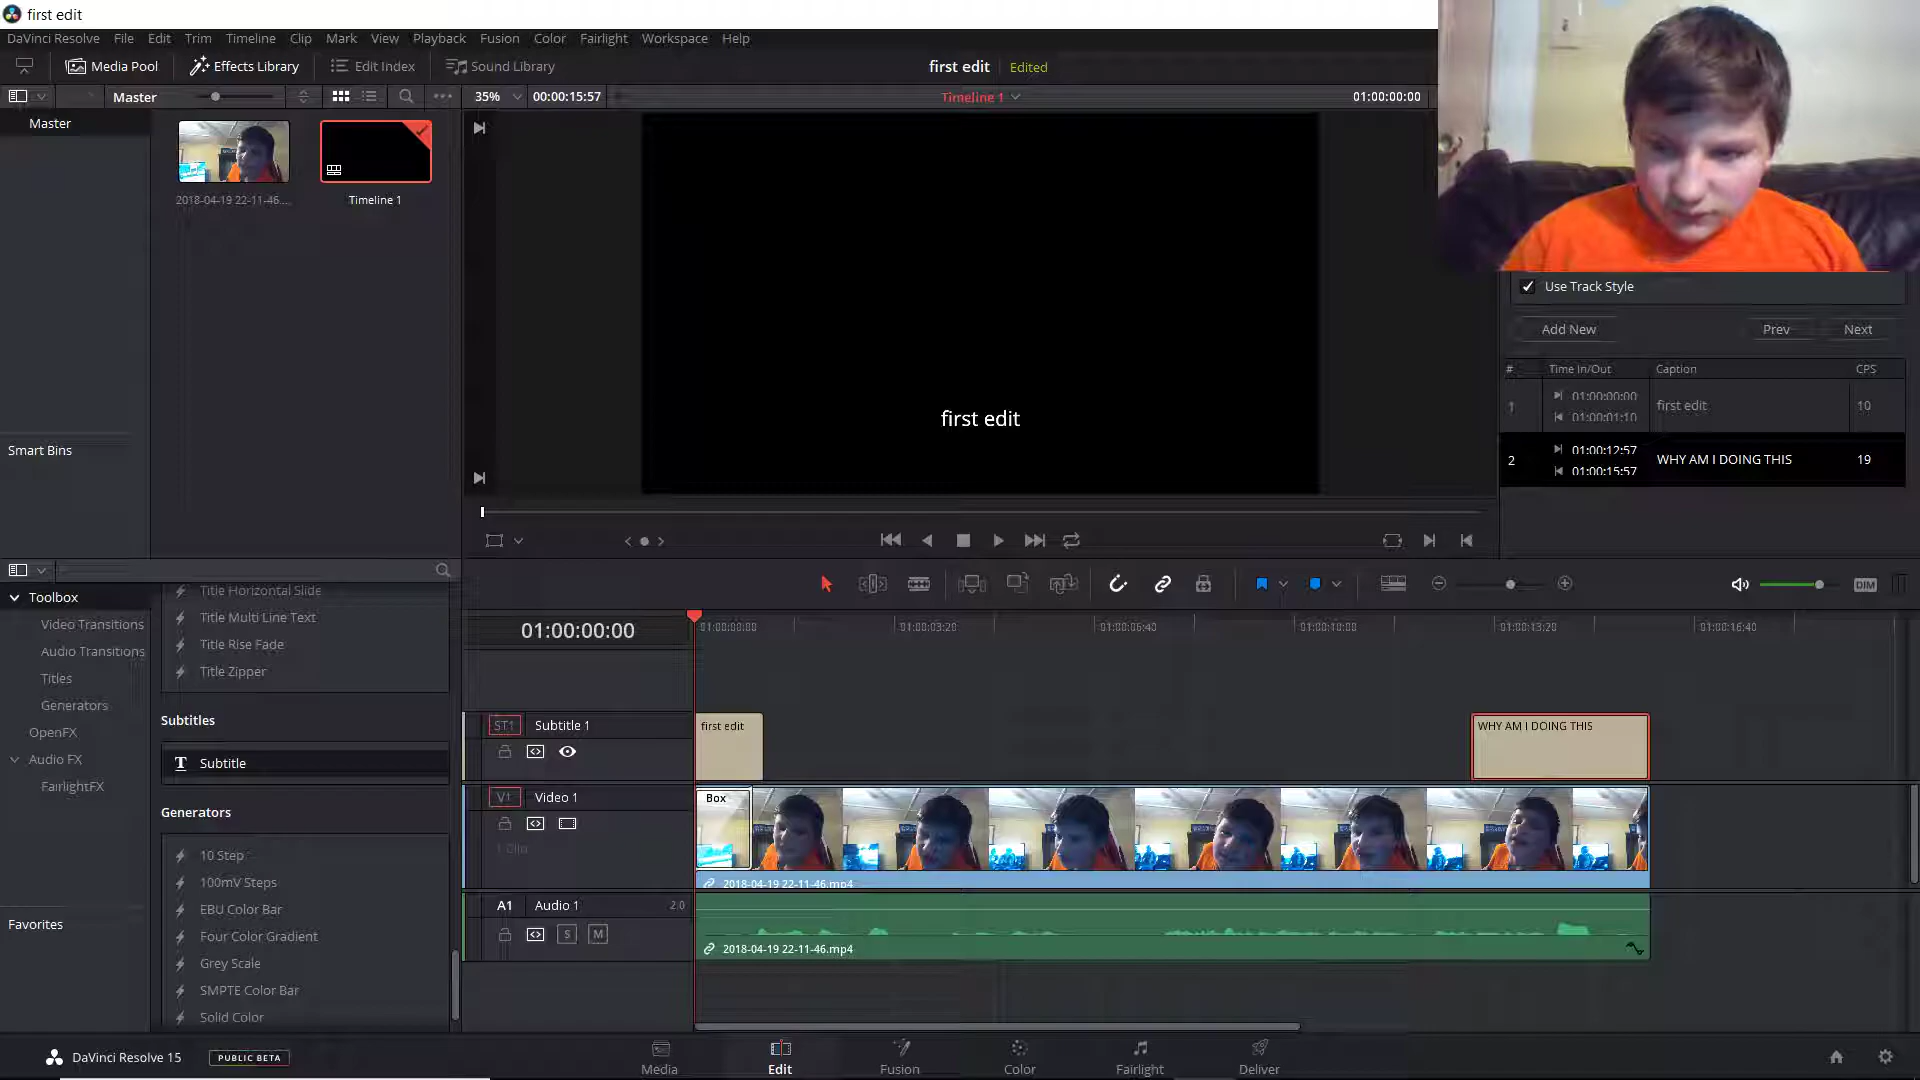 first edit
DaVinci Resolve File Edit Trim Timeline Clip Mark View Playback Fusion Color Fairlight Workspace Help
Media Pool Effects Library Edit Index Sound Library first edit Edited
Master 35% 00:00:15:57 Timeline 1 01:00:00:00
Master
2018-04-19 22-11-46... Timeline 1
Use Track Style
Add New Prev Next
# Time In/Out Caption CPS
1 01:00:00:00 first edit 10
01:00:01:10
2 01:00:12:57 WHY AM I DOING THIS 19
01:00:15:57
first edit
Smart Bins
DIM
Toolbox
Video Transitions
Audio Transitions
Titles
Generators
OpenFX
Audio FX
FairlightFX
Favorites
Title Horizontal Slide
Title Multi Line Text
Title Rise Fade
Title Zipper
Subtitles
T Subtitle
Generators
10 Step
100mV Steps
EBU Color Bar
Four Color Gradient
Grey Scale
SMPTE Color Bar
Solid Color
01:00:00:00 01:00:00:00 01:00:03:20 01:00:06:40 01:00:10:00 01:00:13:20 01:00:16:40
ST1 Subtitle 1 first edit WHY AM I DOING THIS
V1 Video 1 Box
1 Clip
2018-04-19 22-11-46.mp4
A1 Audio 1 2.0
S M
2018-04-19 22-11-46.mp4
DaVinci Resolve 15 PUBLIC BETA
Media Edit Fusion Color Fairlight Deliver